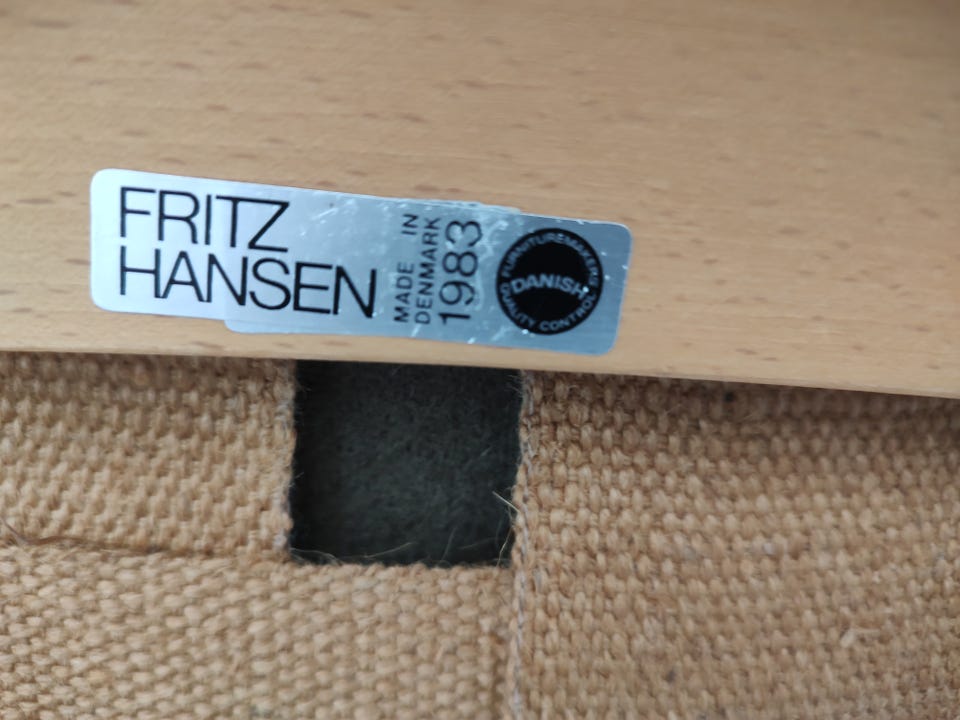 FRITZ
HANSEN
MADE IN
DENMARK
1983
FURNITUREMAKERS
DANISH
QUALITY CONTROL